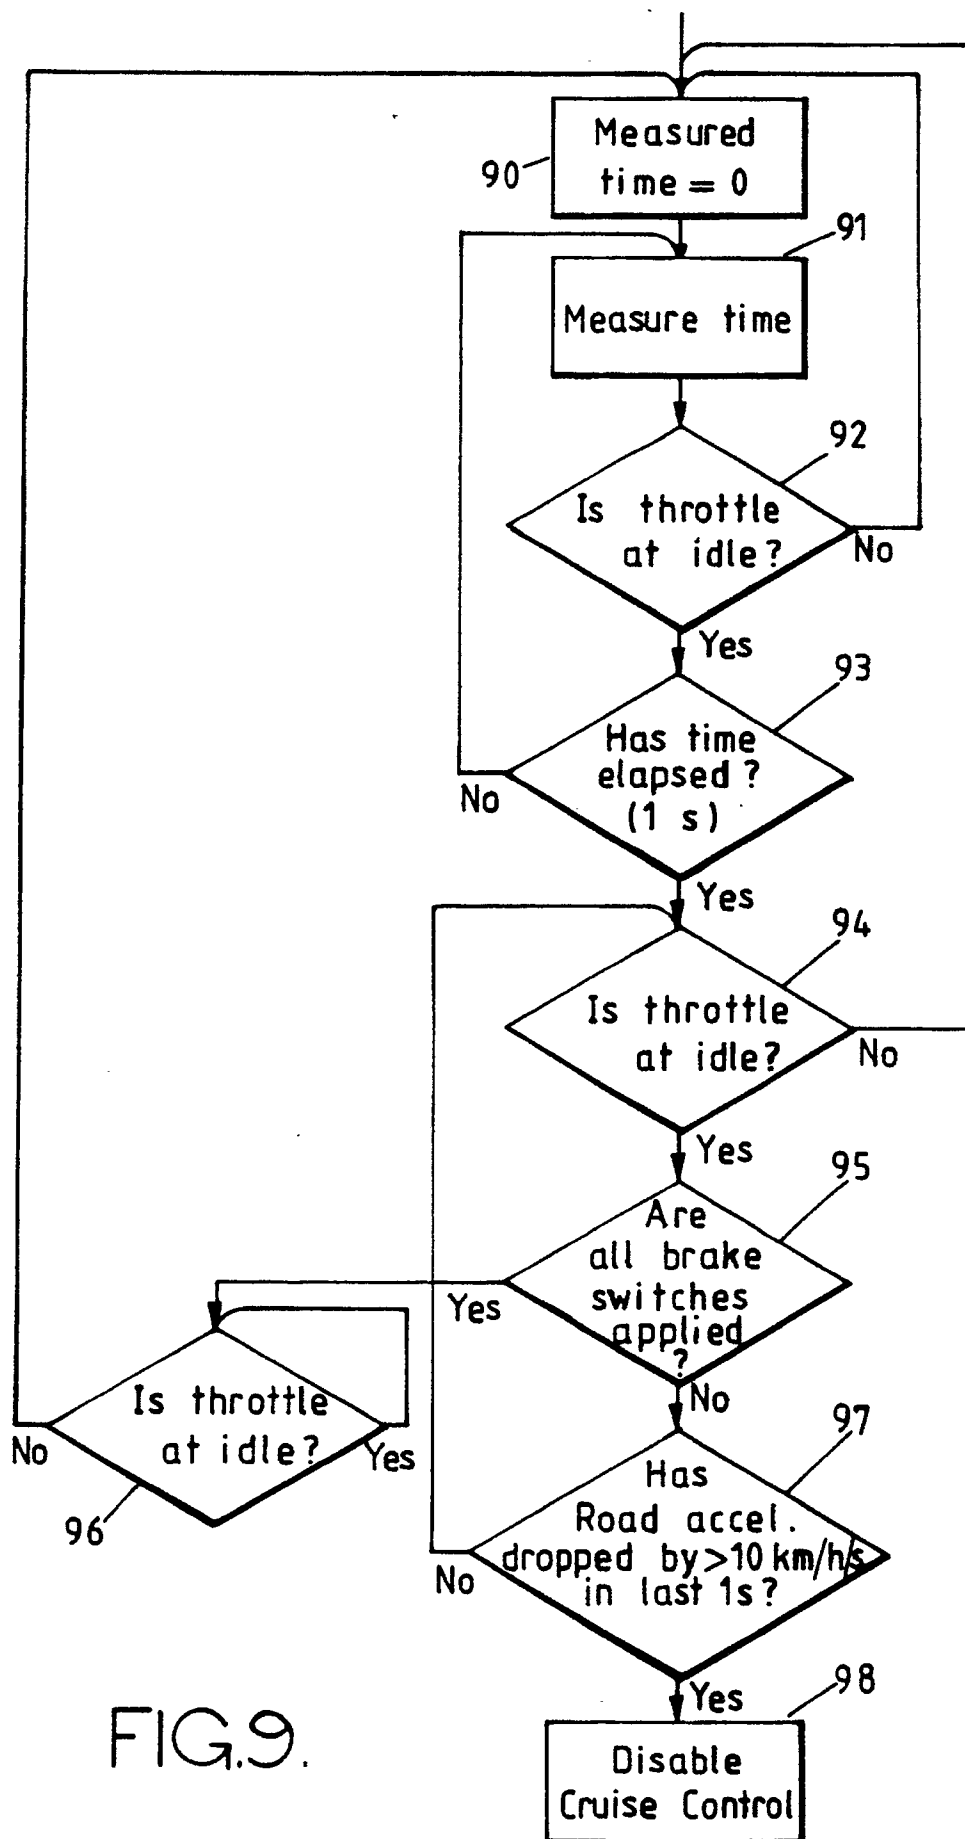 Measured
time = 0
90
91
Measure time
92
Is throttle
at idle?
No
Yes
93
Has time
elapsed?
(1 s)
No
Yes
94
Is throttle
at idle?
No
Yes
95
Are
all brake
switches
applied
?
Yes
No
Is throttle
at idle?
No
Yes
96
97
Has
Road accel.
dropped by >10 km/h/s
in last 1s?
No
Yes
98
Disable
Cruise Control
FIG.9.